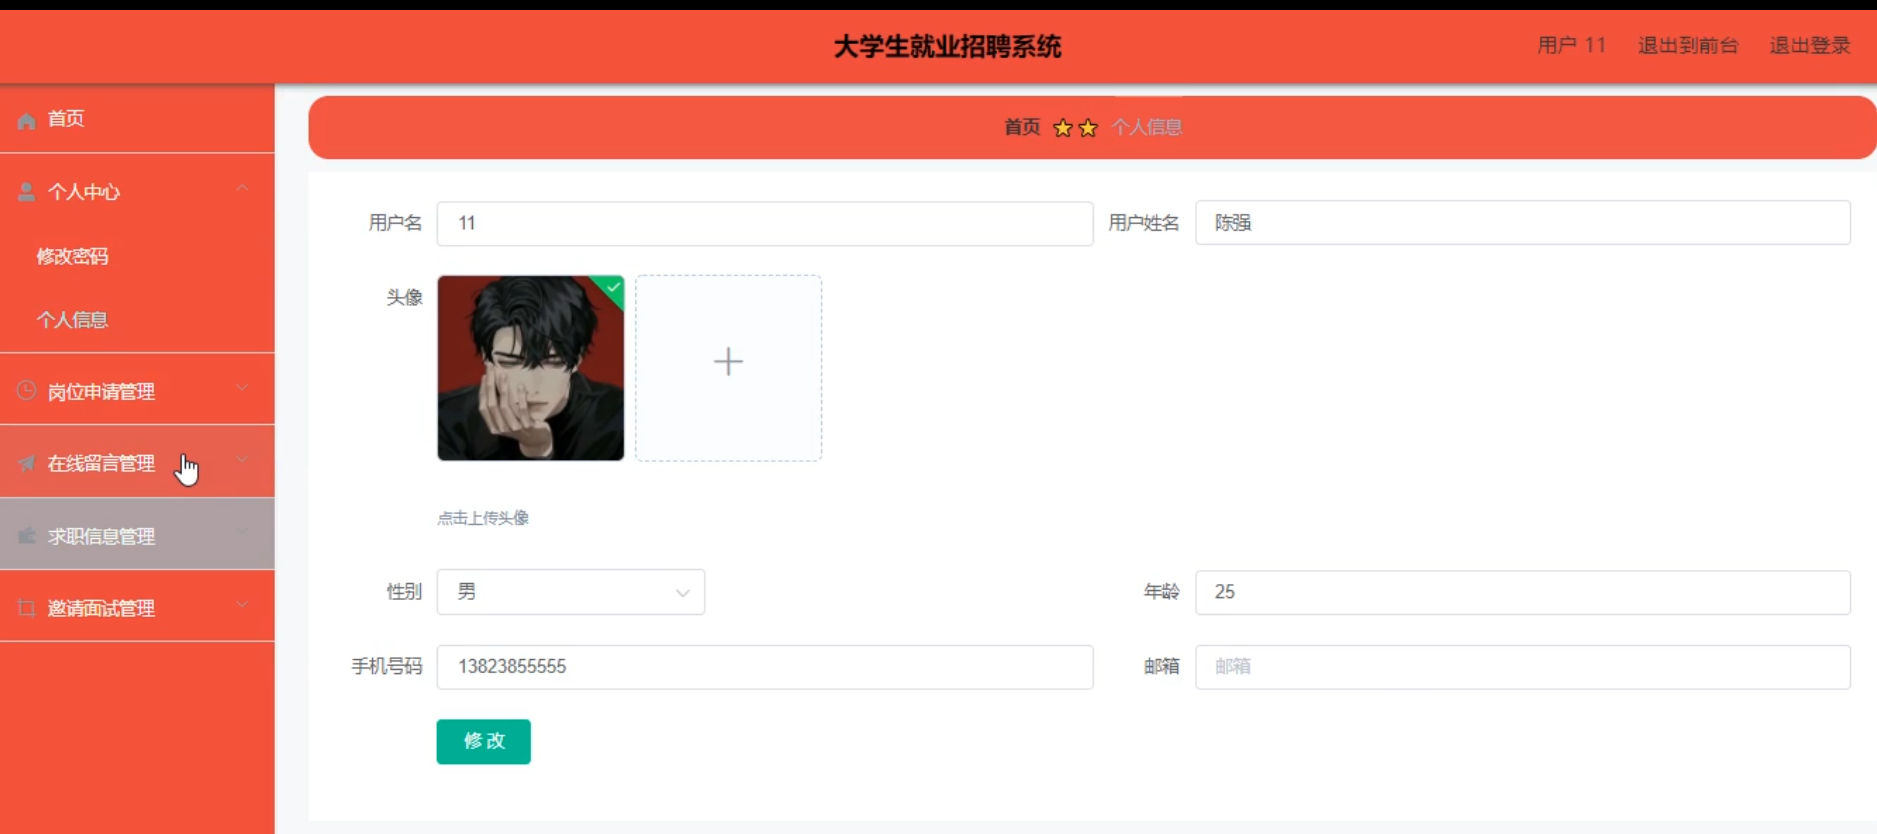 大学生就业招聘系统
用户 11 退出到前台 退出登录
首页
个人中心
修改密码
个人信息
岗位申请管理
在线留言管理
求职信息管理
邀请面试管理
首页 个人信息
用户名 11 用户姓名 陈强
头像
点击上传头像
性别 男 年龄 25
手机号码 13823855555 邮箱 邮箱
修改